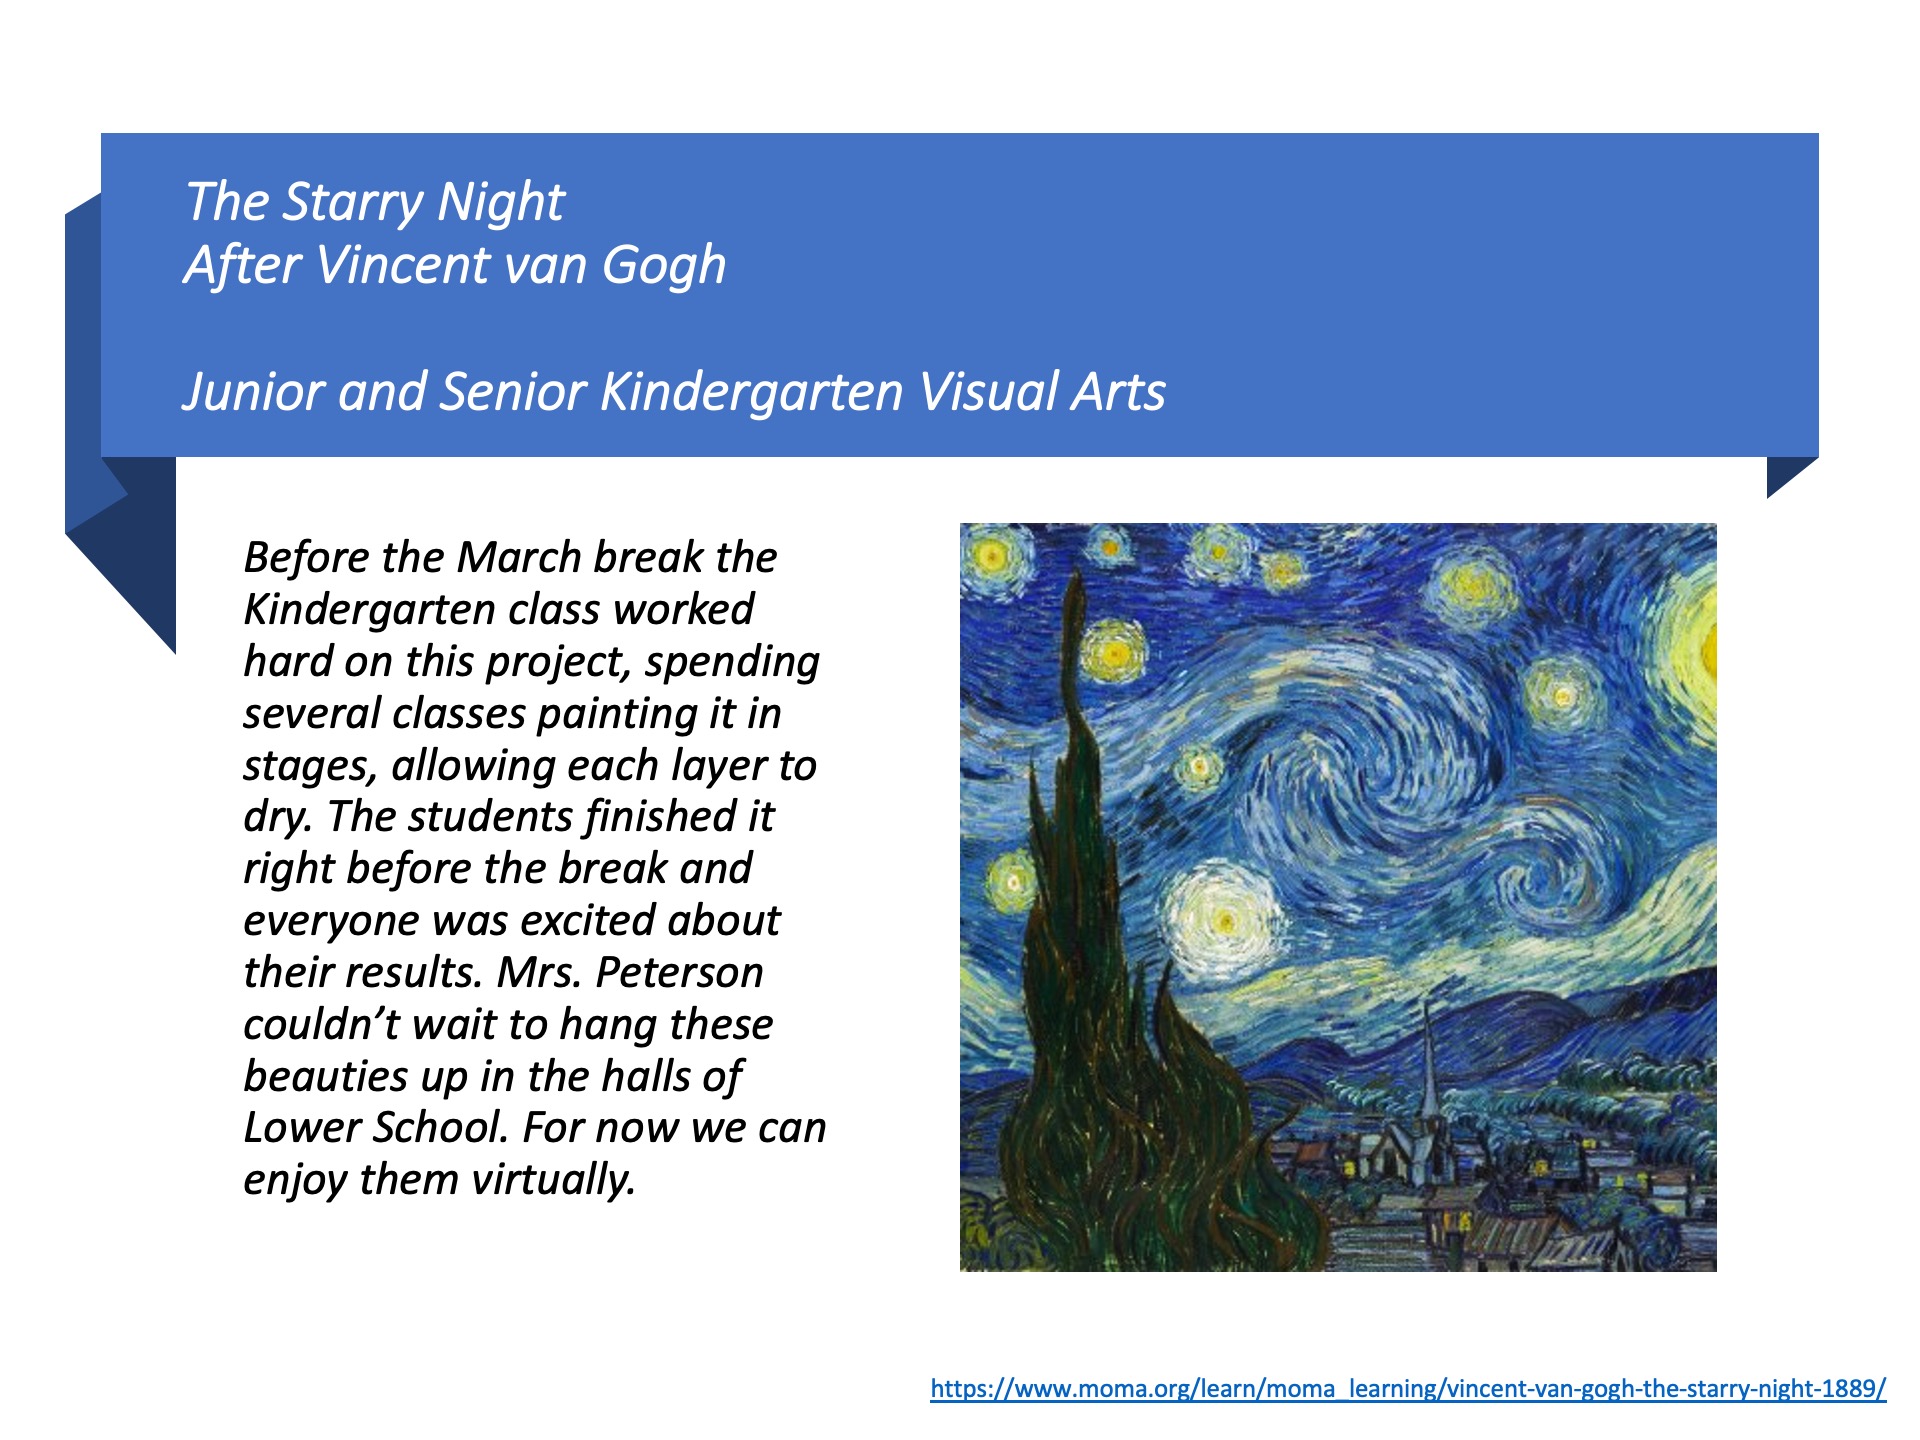 The Starry Night
After Vincent van Gogh
Junior and Senior Kindergarten Visual Arts
Before the March break the
Kindergarten class worked
hard on this project, spending
several classes painting it in
stages, allowing each layer to
dry. The students finished it
right before the break and
everyone was excited about
their results. Mrs. Peterson
couldn’t wait to hang these
beauties up in the halls of
Lower School. For now we can
enjoy them virtually.
https://www.moma.org/learn/moma_learning/vincent-van-gogh-the-starry-night-1889/